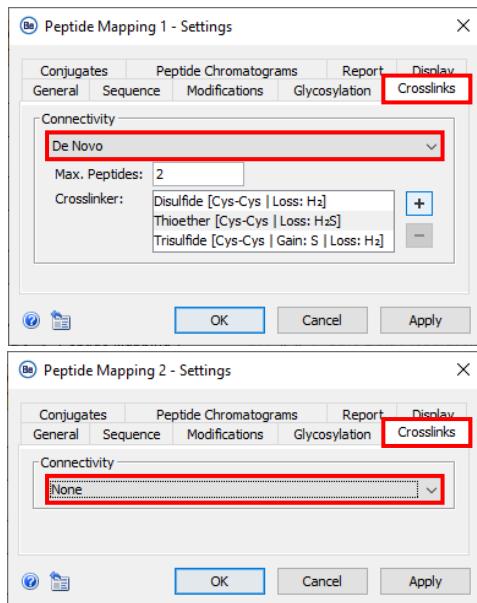 Be Peptide Mapping 1 - Settings
Conjugates Peptide Chromatograms Report Display
General Sequence Modifications Glycosylation Crosslinks
Connectivity
De Novo
Max. Peptides: 2
Crosslinker: Disulfide [Cys-Cys | Loss: H₂]
Thioether [Cys-Cys | Loss: H₂S]
Trisulfide [Cys-Cys | Gain: S | Loss: H₂]
OK Cancel Apply
Be Peptide Mapping 2 - Settings
Conjugates Peptide Chromatograms Report Display
General Sequence Modifications Glycosylation Crosslinks
Connectivity
None
OK Cancel Apply